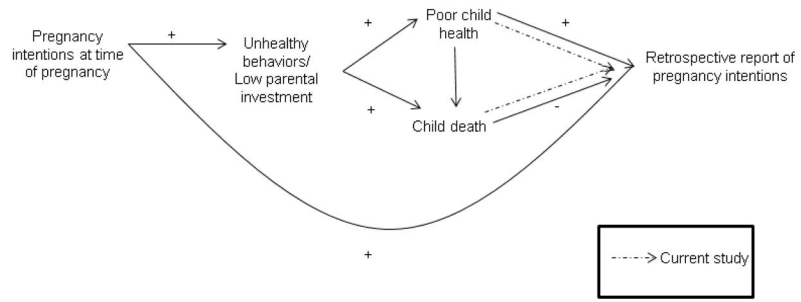 Pregnancy
intentions at time
of pregnancy
+
Unhealthy
behaviors/
Low parental
investment
+
+
Poor child
health
Child death
+
-
Retrospective report of
pregnancy intentions
+
Current study